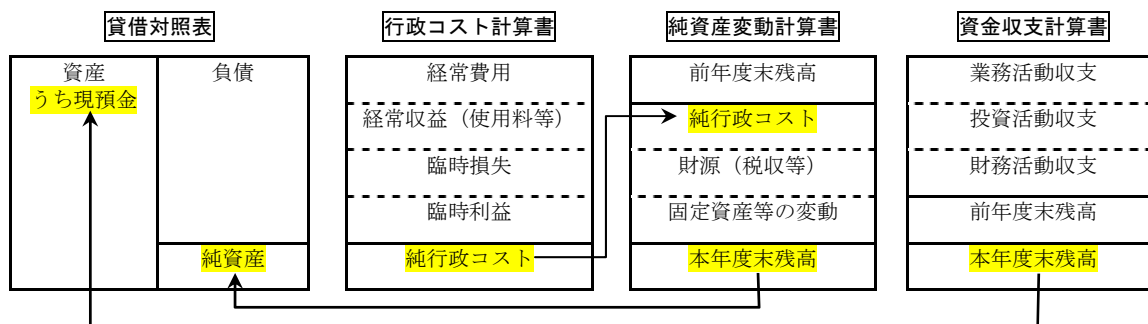 貸借対照表
資産
うち現預金
負債
純資産
行政コスト計算書
経常費用
経常収益（使用料等）
臨時損失
臨時利益
純行政コスト
純資産変動計算書
前年度末残高
純行政コスト
財源（税収等）
固定資産等の変動
本年度末残高
資金収支計算書
業務活動収支
投資活動収支
財務活動収支
前年度末残高
本年度末残高